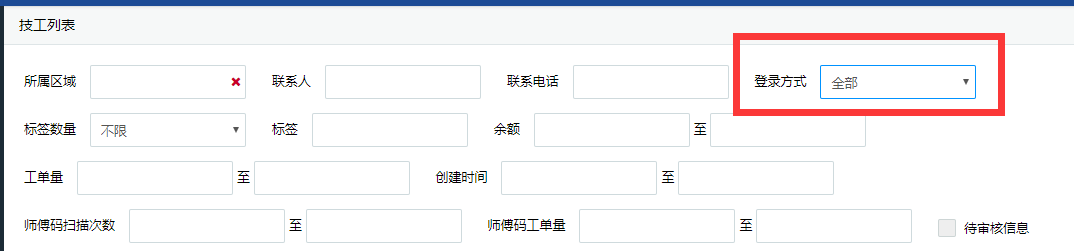 技工列表
所属区域 联系人 联系电话 登录方式 全部
标签数量 不限 标签 余额 至
工单量 至 创建时间 至
师傅码扫描次数 至 师傅码工单量 至 待审核信息